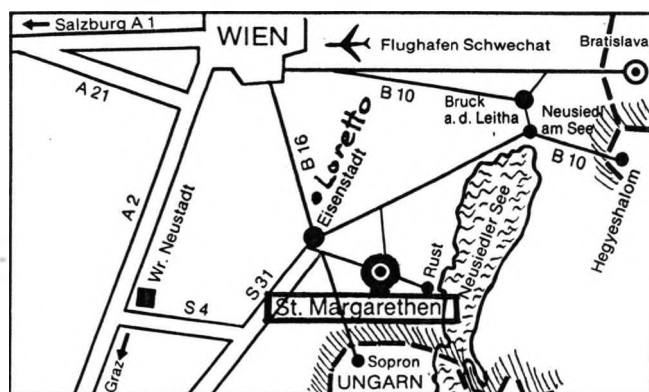 ← Salzburg A 1
WIEN
Flughafen Schwechat
Bratislava
A 21
B 10
Bruck
a. d. Leitha
Neusiedl
am See
B 10
B 16
Loretto
Eisenstadt
A 2
Wr. Neustadt
Neusiedler See
Hegyeshalom
S 31
Rust
S 4
St. Margarethen
Graz
Sopron
UNGARN